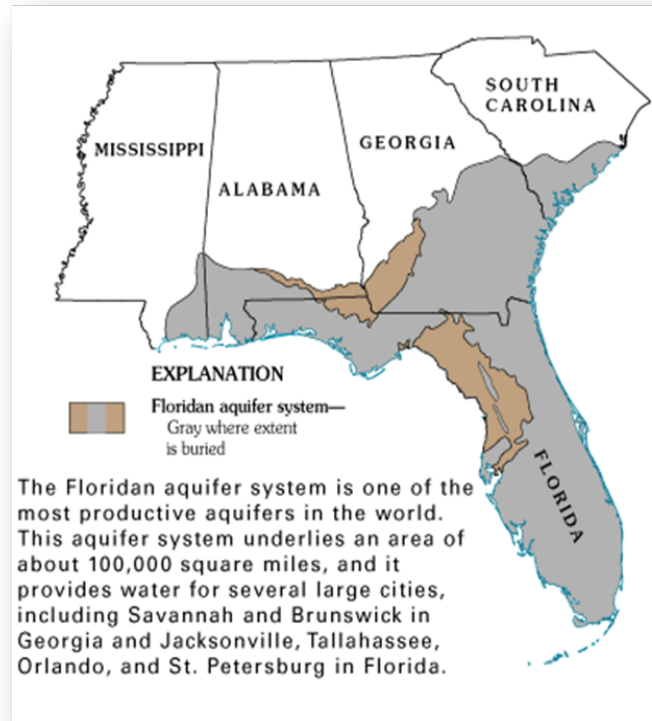 SOUTH
CAROLINA
MISSISSIPPI
GEORGIA
ALABAMA
EXPLANATION
Floridan aquifer system—
Gray where extent
is buried
FLORIDA
The Floridan aquifer system is one of the
most productive aquifers in the world.
This aquifer system underlies an area of
about 100,000 square miles, and it
provides water for several large cities,
including Savannah and Brunswick in
Georgia and Jacksonville, Tallahassee,
Orlando, and St. Petersburg in Florida.